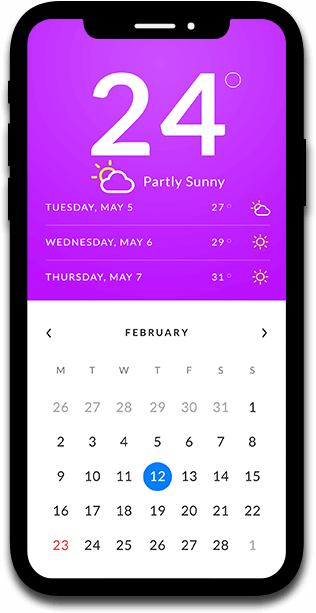 24°
Partly Sunny
TUESDAY, MAY 5 27°
WEDNESDAY, MAY 6 29°
THURSDAY, MAY 7 31°
‹ FEBRUARY ›
M T W T F S S
26 27 28 29 30 31 1
2 3 4 5 6 7 8
9 10 11 12 13 14 15
16 17 18 19 20 21 22
23 24 25 26 27 28 1